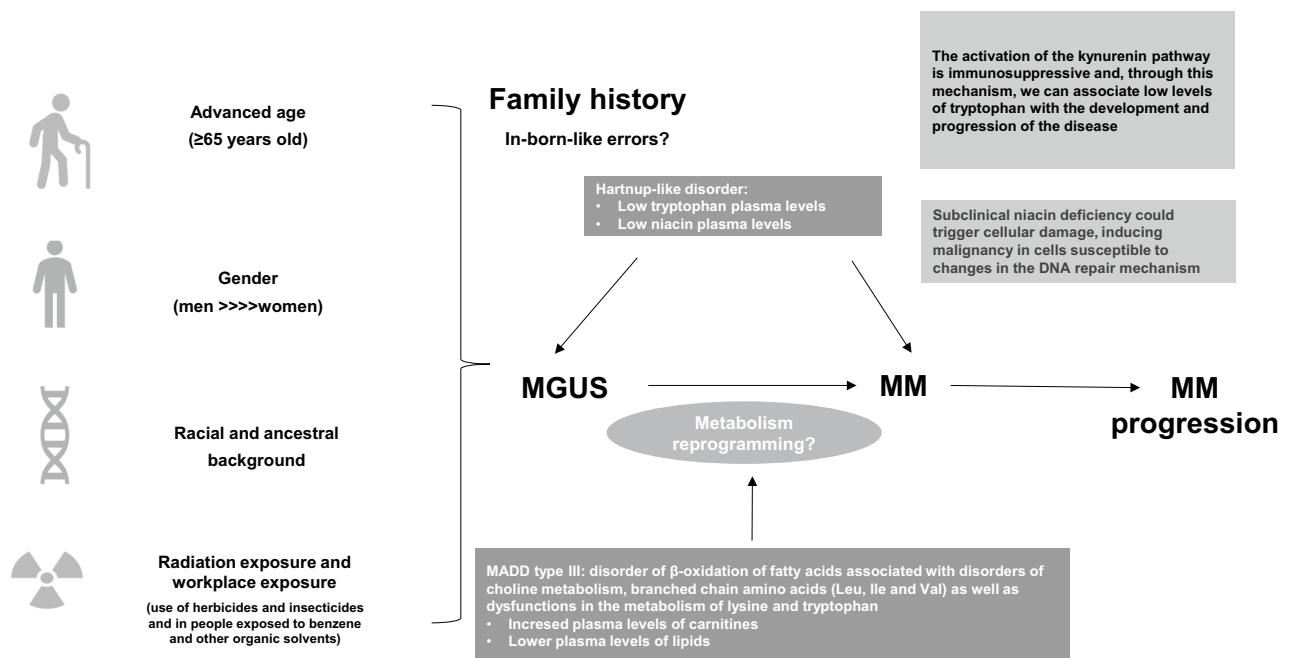 Advanced age
(≥65 years old)
Gender
(men >>>>women)
Racial and ancestral
background
Radiation exposure and
workplace exposure
(use of herbicides and insecticides
and in people exposed to benzene
and other organic solvents)
Family history
In-born-like errors?
Hartnup-like disorder:
• Low tryptophan plasma levels
• Low niacin plasma levels
The activation of the kynurenin pathway
is immunosuppressive and, through this
mechanism, we can associate low levels
of tryptophan with the development and
progression of the disease
Subclinical niacin deficiency could
trigger cellular damage, inducing
malignancy in cells susceptible to
changes in the DNA repair mechanism
MGUS
MM
MM
progression
Metabolism
reprogramming?
MADD type III: disorder of β-oxidation of fatty acids associated with disorders of
choline metabolism, branched chain amino acids (Leu, Ile and Val) as well as
dysfunctions in the metabolism of lysine and tryptophan
• Incresed plasma levels of carnitines
• Lower plasma levels of lipids